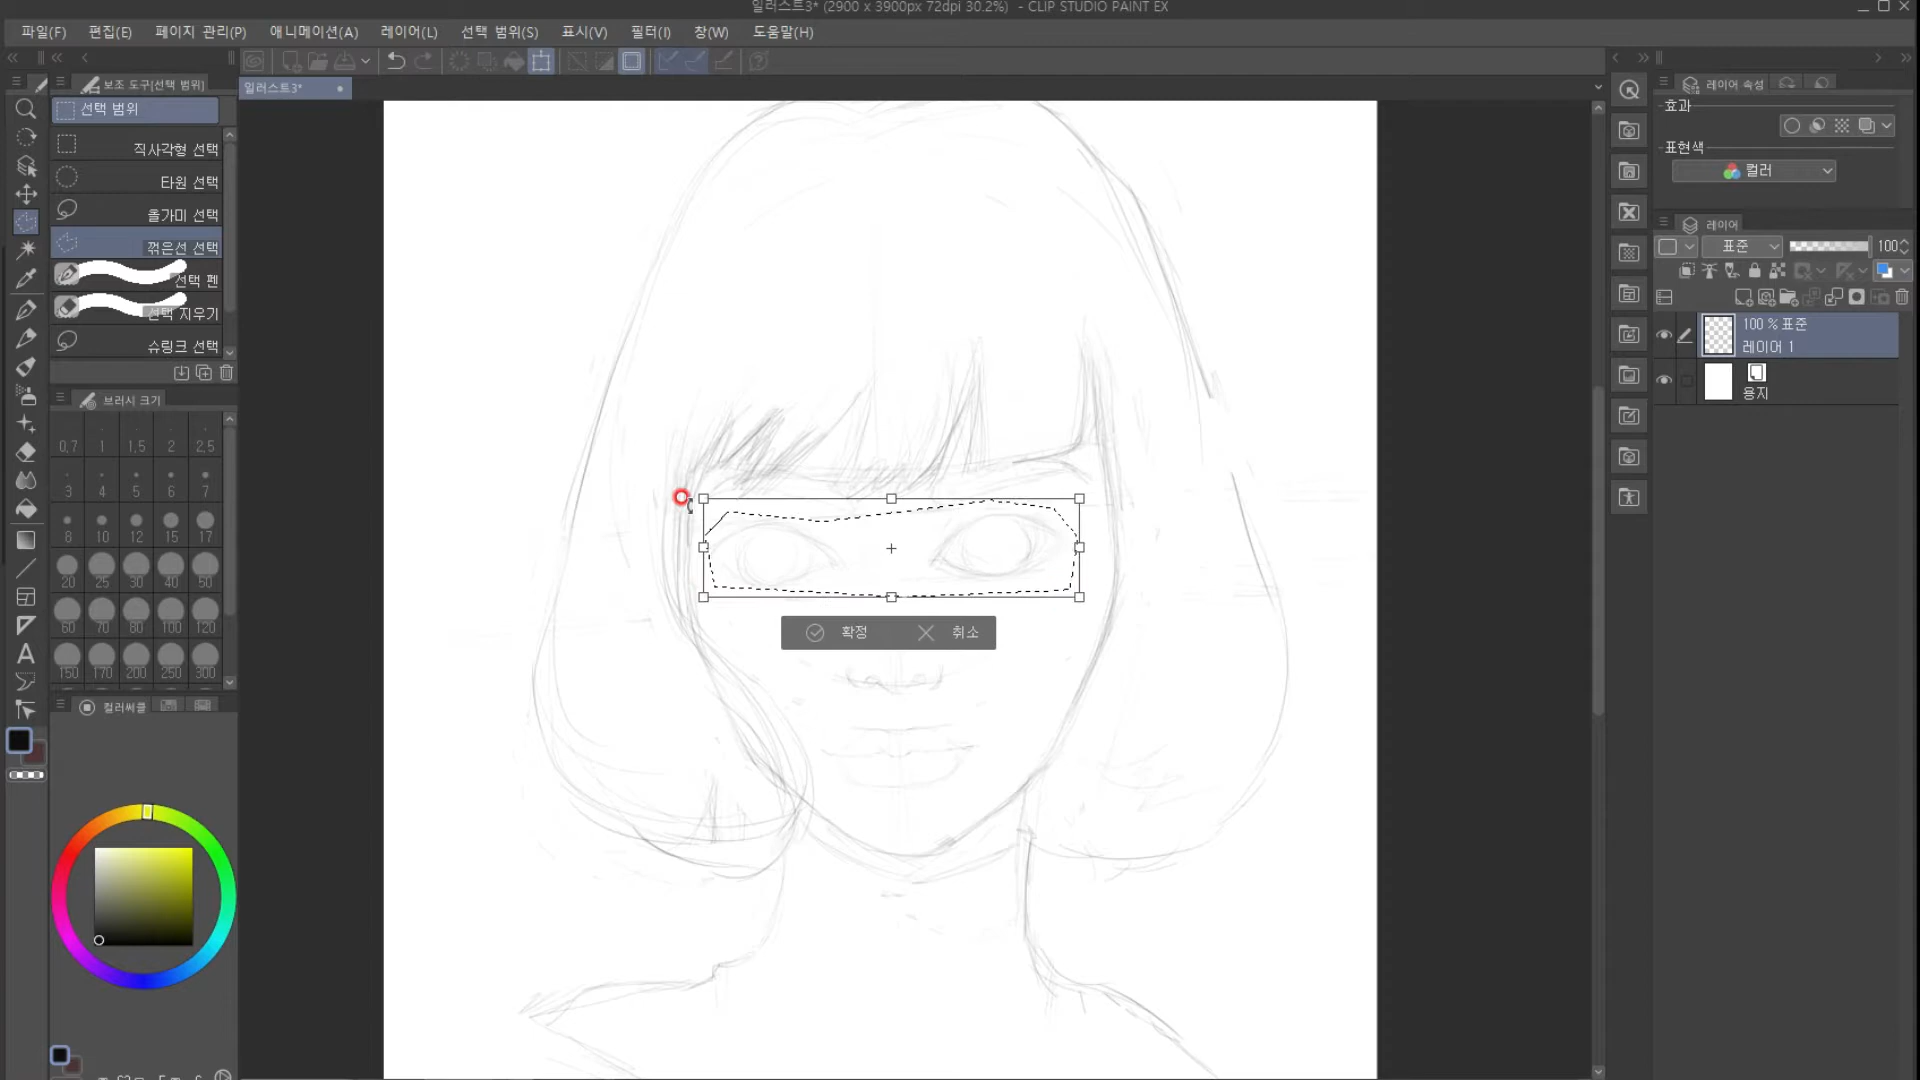 일러스트3* (2900 x 3900px 72dpi 30.2%) - CLIP STUDIO PAINT EX
파일(F) 편집(E) 페이지 관리(P) 애니메이션(A) 레이어(L) 선택 범위(S) 표시(V) 필터(I) 창(W) 도움말(H)
보조 도구[선택 범위]
일러스트3*
선택 범위
직사각형 선택
타원 선택
올가미 선택
꺾은선 선택
선택 펜
선택 지우기
슈링크 선택
브러시 크기
0.7 1 1.5 2 2.5
3 4 5 6 7
8 10 12 15 17
20 25 30 40 50
60 70 80 100 120
150 170 200 250 300
컬러써클
확정 취소
레이어 속성
효과
표현색
컬러
레이어
표준 100
100 % 표준
레이어 1
용지